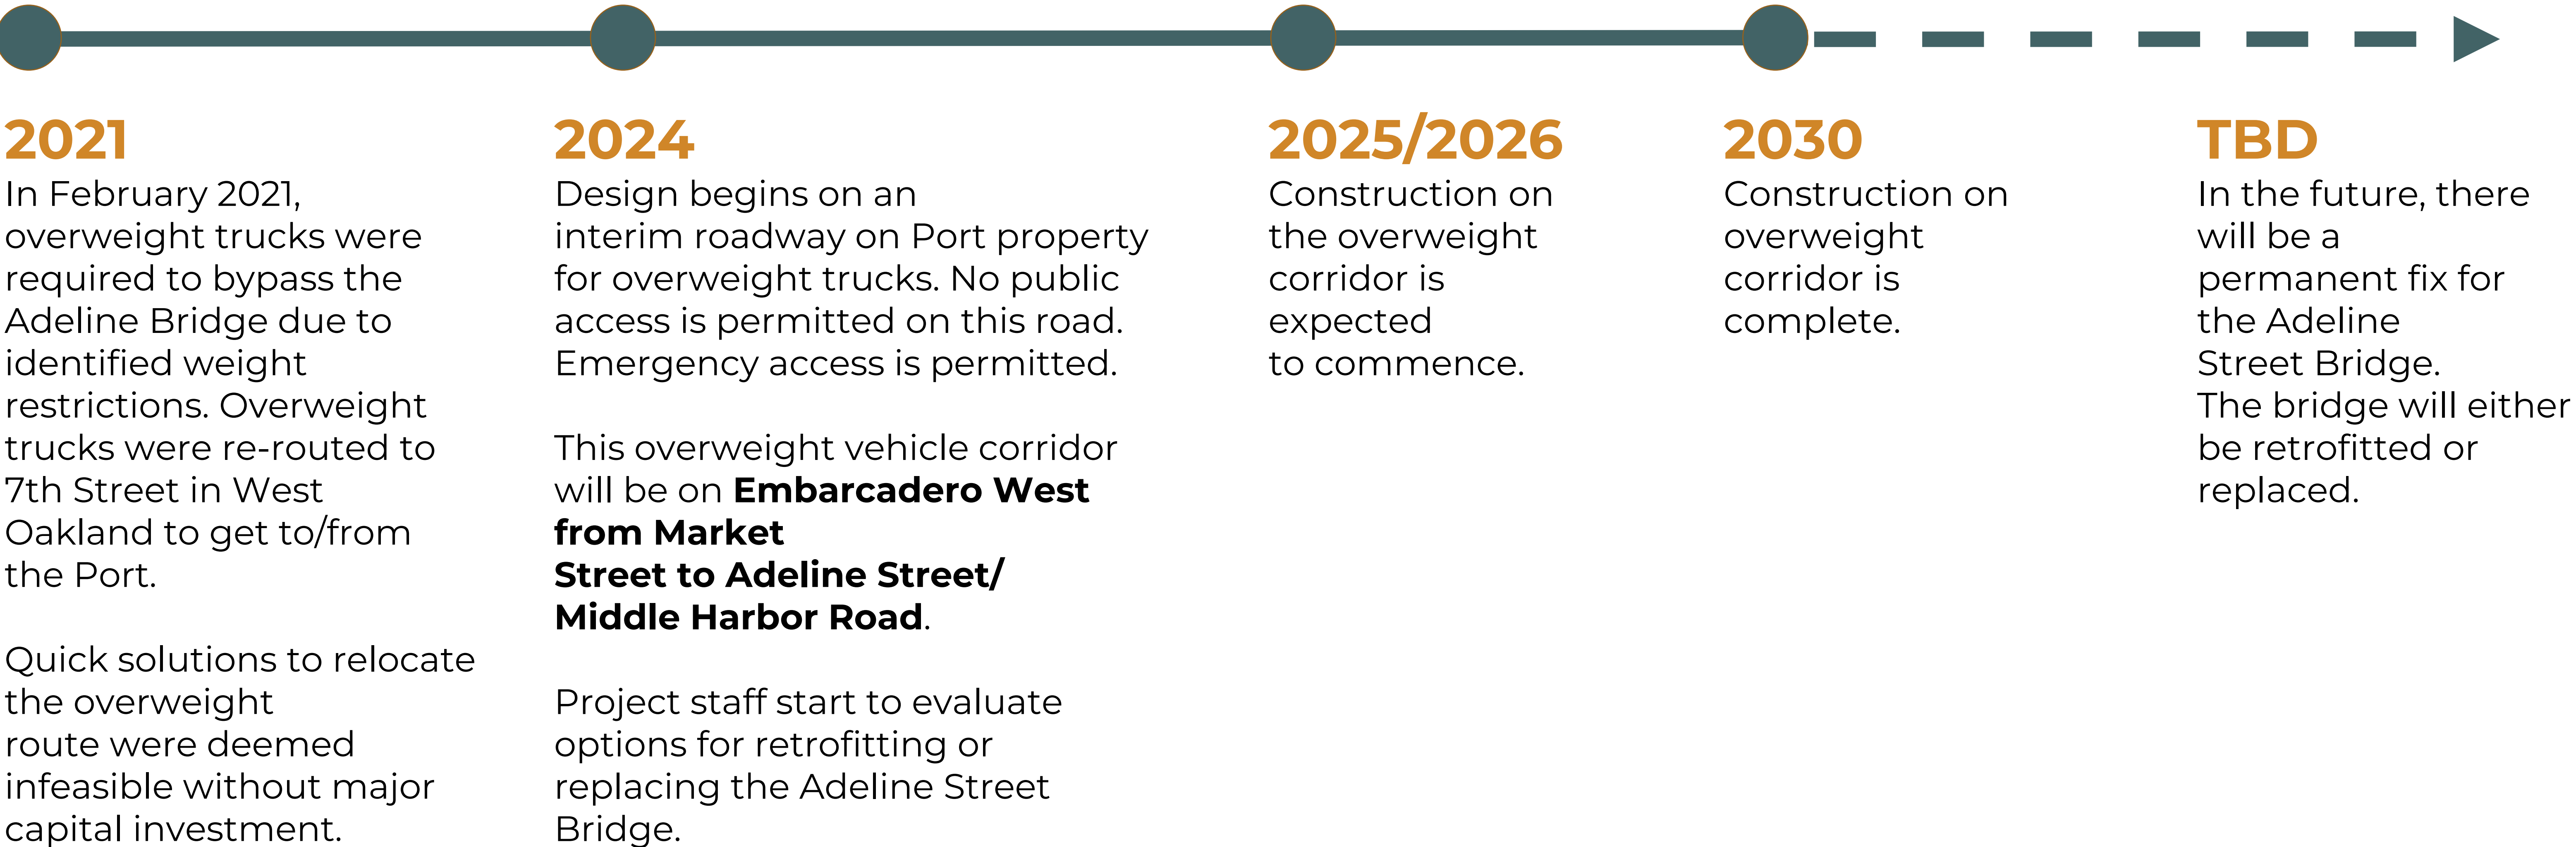 2021
In February 2021,
overweight trucks were
required to bypass the
Adeline Bridge due to
identified weight
restrictions. Overweight
trucks were re-routed to
7th Street in West
Oakland to get to/from
the Port.
Quick solutions to relocate
the overweight
route were deemed
infeasible without major
capital investment.
2024
Design begins on an
interim roadway on Port property
for overweight trucks. No public
access is permitted on this road.
Emergency access is permitted.
This overweight vehicle corridor
will be on Embarcadero West
from Market
Street to Adeline Street/
Middle Harbor Road.
Project staff start to evaluate
options for retrofitting or
replacing the Adeline Street
Bridge.
2025/2026
Construction on
the overweight
corridor is
expected
to commence.
2030
Construction on
overweight
corridor is
complete.
TBD
In the future, there
will be a
permanent fix for
the Adeline
Street Bridge.
The bridge will either
be retrofitted or
replaced.